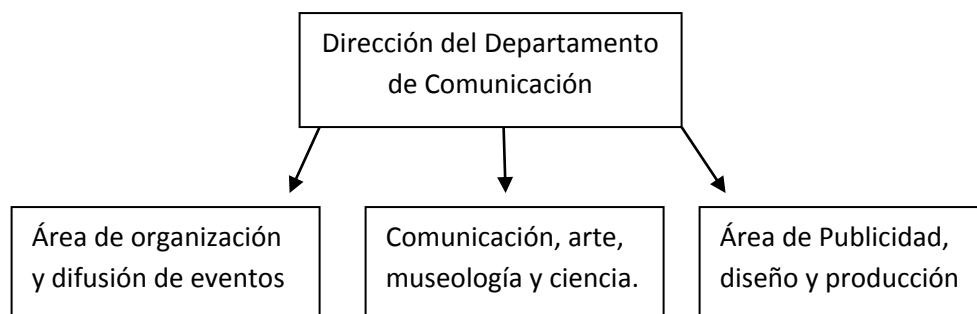 Dirección del Departamento
de Comunicación
Área de organización
y difusión de eventos
Comunicación, arte,
museología y ciencia.
Área de Publicidad,
diseño y producción